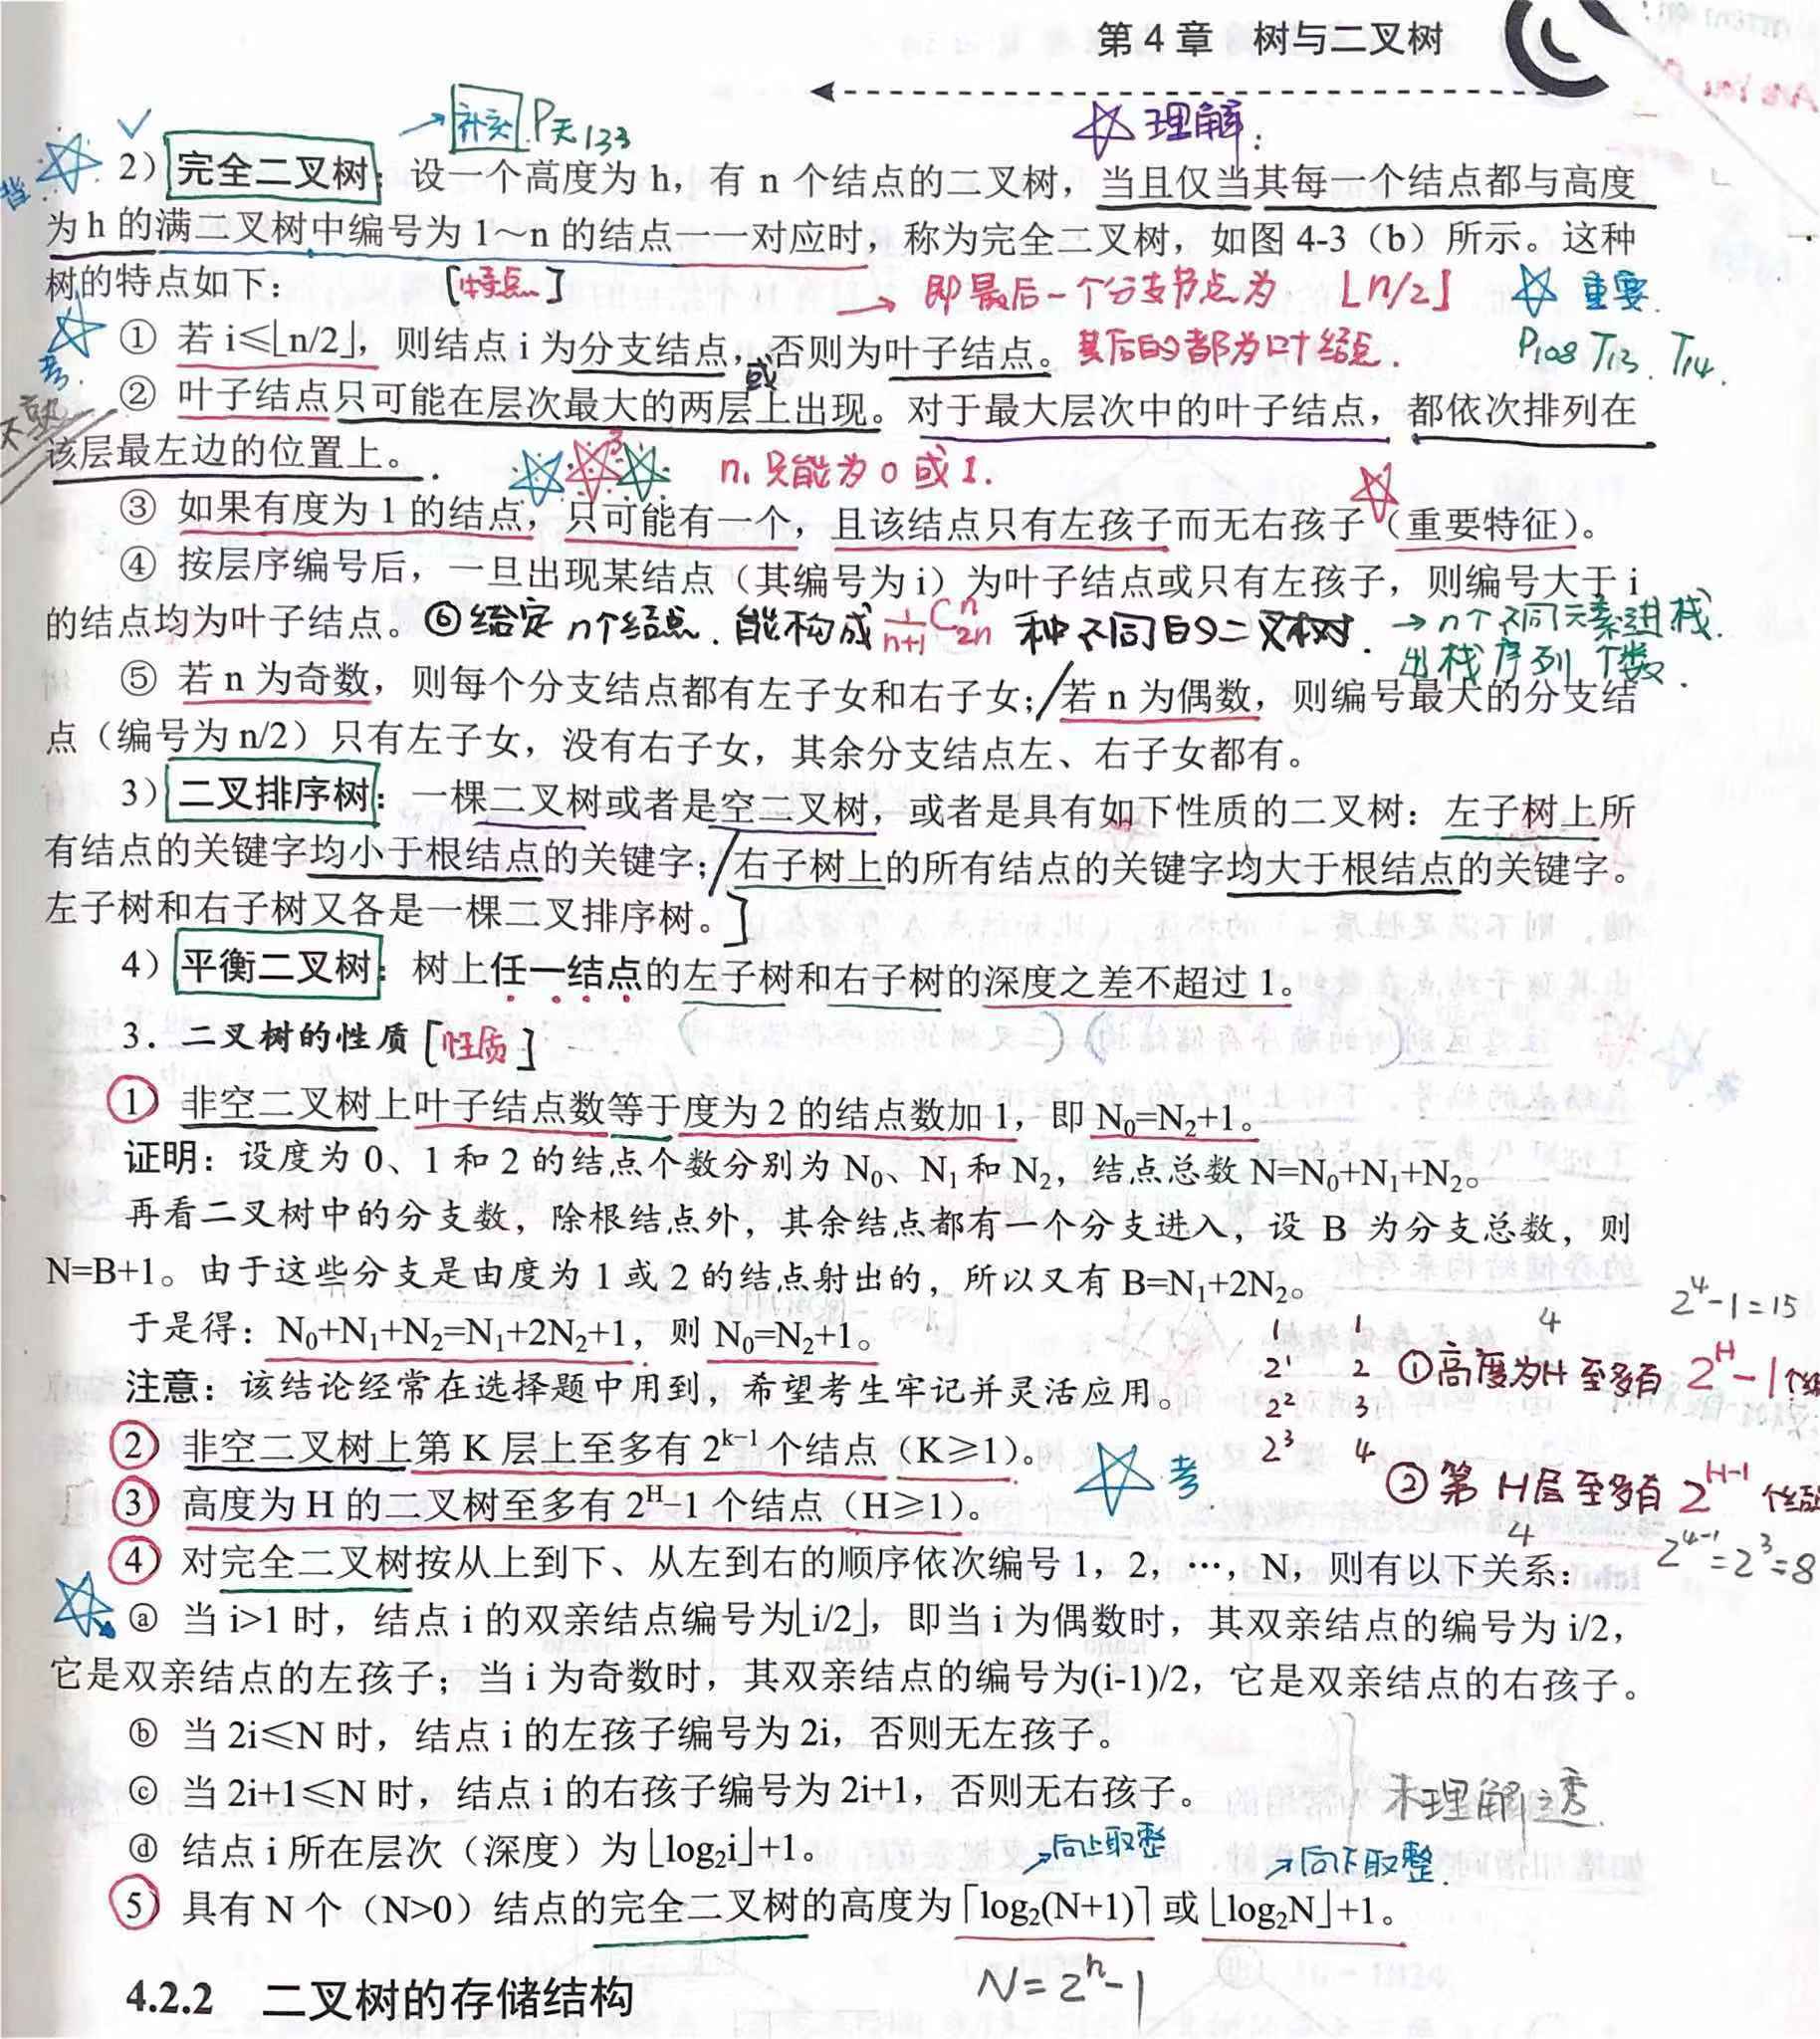 第 4 章 树与二叉树
→ 补充 P天133
☆ 理解：
2）完全二叉树：设一个高度为 h，有 n 个结点的二叉树，当且仅当其每一个结点都与高度
为 h 的满二叉树中编号为 1～n 的结点一一对应时，称为完全二叉树，如图 4-3（b）所示。这种
树的特点如下：
[特点]
→ 即最后一个分支节点为 ⌊n/2⌋
☆ 重要.
① 若 i≤⌊n/2⌋，则结点 i 为分支结点，否则为叶子结点。
其后的都为叶结点.
P108 T13. T14.
考.
或
② 叶子结点只可能在层次最大的两层上出现。对于最大层次中的叶子结点，都依次排列在
不熟
该层最左边的位置上。
n₁ 只能为 0 或 1.
③ 如果有度为 1 的结点，只可能有一个，且该结点只有左孩子而无右孩子（重要特征）。
④ 按层序编号后，一旦出现某结点（其编号为 i）为叶子结点或只有左孩子，则编号大于 i
的结点均为叶子结点。
⑥ 给定 n个结点. 能构成 1/(n+1) C₂ₙⁿ 种不同的二叉树.
→ n个不同元素进栈.
出栈序列个数.
⑤ 若 n 为奇数，则每个分支结点都有左子女和右子女；/若 n 为偶数，则编号最大的分支结
点（编号为 n/2）只有左子女，没有右子女，其余分支结点左、右子女都有。
3）二叉排序树：一棵二叉树或者是空二叉树，或者是具有如下性质的二叉树：左子树上所
有结点的关键字均小于根结点的关键字；/右子树上的所有结点的关键字均大于根结点的关键字。
左子树和右子树又各是一棵二叉排序树。]
4）平衡二叉树：树上任一结点的左子树和右子树的深度之差不超过 1。
3．二叉树的性质 [性质]
1）非空二叉树上叶子结点数等于度为 2 的结点数加 1，即 N₀=N₂+1。
证明：设度为 0、1 和 2 的结点个数分别为 N₀、N₁ 和 N₂，结点总数 N=N₀+N₁+N₂。
再看二叉树中的分支数，除根结点外，其余结点都有一个分支进入，设 B 为分支总数，则
N=B+1。由于这些分支是由度为 1 或 2 的结点射出的，所以又有 B=N₁+2N₂。
于是得：N₀+N₁+N₂=N₁+2N₂+1，则 N₀=N₂+1。
注意：该结论经常在选择题中用到，希望考生牢记并灵活应用。
1 1
2¹ 2
2² 3
2³ 4
4
2⁴-1=15
① 高度为H 至多有 2ᴴ-1个
2）非空二叉树上第 K 层上至多有 2ᵏ⁻¹个结点（K≥1）。
☆ 考.
3）高度为 H 的二叉树至多有 2ᴴ-1 个结点（H≥1）。
② 第 H层至多有 2ᴴ⁻¹ 个结
4
2⁴⁻¹=2³=8
4）对完全二叉树按从上到下、从左到右的顺序依次编号 1，2，…，N，则有以下关系：
ⓐ 当 i>1 时，结点 i 的双亲结点编号为⌊i/2⌋，即当 i 为偶数时，其双亲结点的编号为 i/2，
它是双亲结点的左孩子；当 i 为奇数时，其双亲结点的编号为(i-1)/2，它是双亲结点的右孩子。
ⓑ 当 2i≤N 时，结点 i 的左孩子编号为 2i，否则无左孩子。
ⓒ 当 2i+1≤N 时，结点 i 的右孩子编号为 2i+1，否则无右孩子。
未理解透
ⓓ 结点 i 所在层次（深度）为 ⌊log₂i⌋+1。
→向上取整
→向下取整.
5）具有 N 个（N>0）结点的完全二叉树的高度为 ⌈log₂(N+1)⌉ 或 ⌊log₂N⌋+1。
N=2ʰ-1
4.2.2 二叉树的存储结构